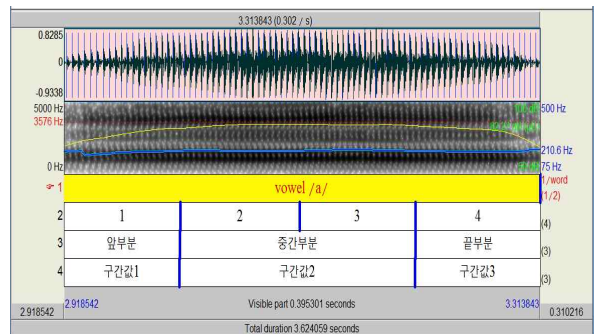 3.313843 (0.302 / s)
0.8285
0
-0.9338
5000 Hz
500 Hz
3576 Hz
210.6 Hz
0 Hz
75 Hz
☞ 1
vowel /a/
1/word
(1/2)
2
1
2
3
4
(4)
3
앞부분
중간부분
끝부분
(3)
4
구간값1
구간값2
구간값3
(3)
2.918542
2.918542
Visible part 0.395301 seconds
3.313843
0.310216
Total duration 3.624059 seconds